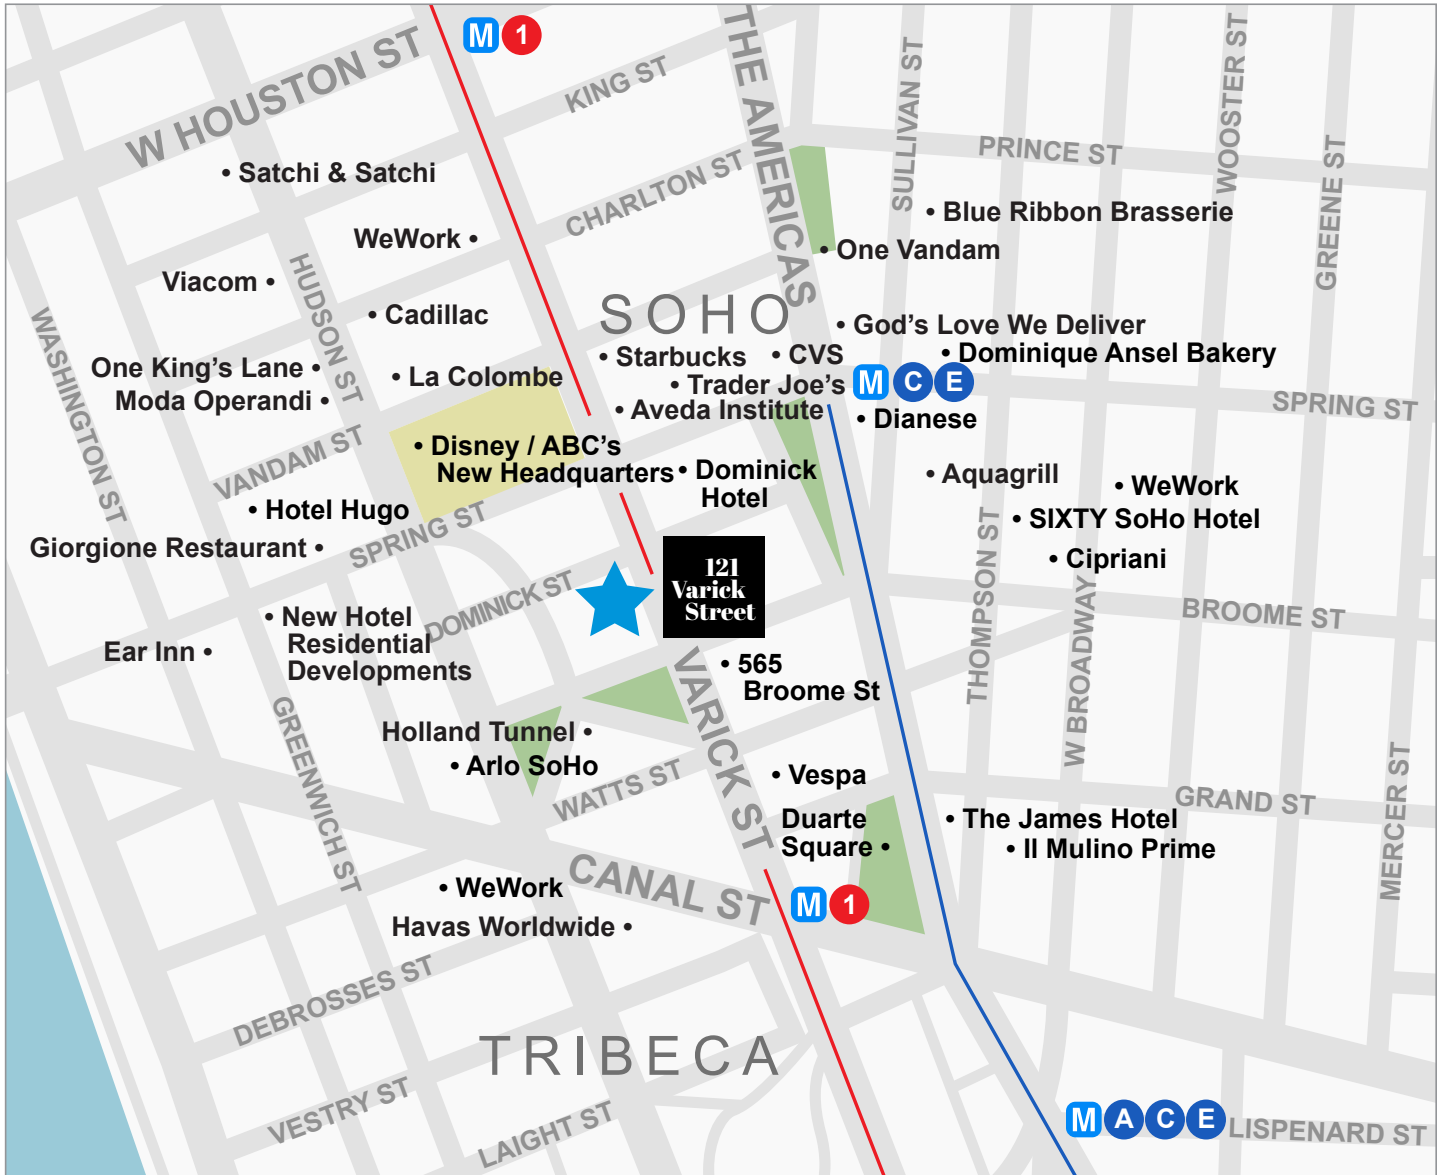 M 1
W HOUSTON ST
KING ST
THE AMERICAS
SULLIVAN ST
WOOSTER ST
PRINCE ST
GREENE ST
• Satchi & Satchi
CHARLTON ST
• Blue Ribbon Brasserie
WeWork •
• One Vandam
Viacom •
HUDSON ST
• Cadillac
SOHO
• God's Love We Deliver
WASHINGTON ST
One King's Lane •
Moda Operandi •
• La Colombe
• Starbucks
• CVS
• Trader Joe's
• Aveda Institute
M C E
• Dominique Ansel Bakery
• Dianese
SPRING ST
VANDAM ST
• Disney / ABC's
New Headquarters
• Dominick
Hotel
• Aquagrill
• WeWork
• SIXTY SoHo Hotel
• Cipriani
• Hotel Hugo
SPRING ST
Giorgione Restaurant •
DOMINICK ST
121
Varick
Street
THOMPSON ST
W BROADWAY
BROOME ST
• New Hotel
Residential
Developments
Ear Inn •
• 565
Broome St
VARICK ST
GREENWICH ST
Holland Tunnel •
• Arlo SoHo
WATTS ST
• Vespa
Duarte
Square •
• The James Hotel
• Il Mulino Prime
GRAND ST
MERCER ST
CANAL ST
M 1
• WeWork
Havas Worldwide •
DEBROSSES ST
TRIBECA
VESTRY ST
LAIGHT ST
M A C E
LISPENARD ST